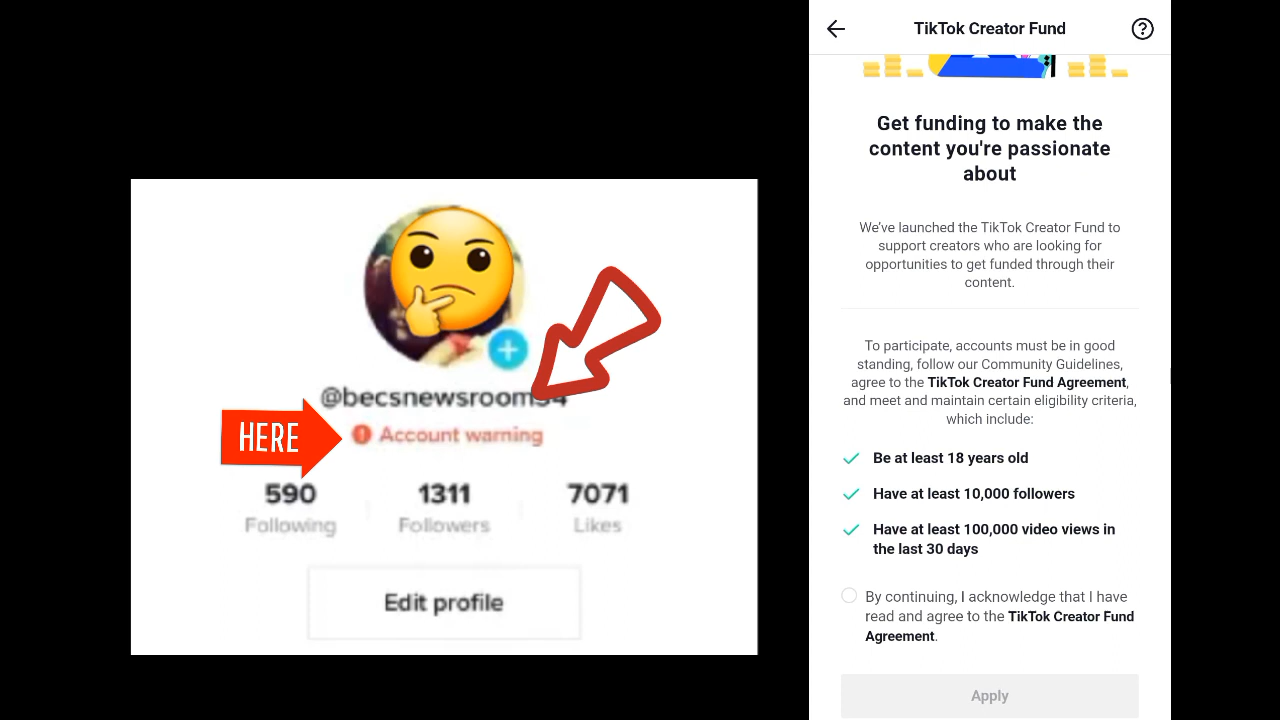 @becsnewsroom34
HERE
Account warning
590
1311
7071
Following
Followers
Likes
Edit profile
TikTok Creator Fund
Get funding to make the
content you're passionate
about
We've launched the TikTok Creator Fund to
support creators who are looking for
opportunities to get funded through their
content.
To participate, accounts must be in good
standing, follow our Community Guidelines,
agree to the TikTok Creator Fund Agreement,
and meet and maintain certain eligibility criteria,
which include:
Be at least 18 years old
Have at least 10,000 followers
Have at least 100,000 video views in
the last 30 days
By continuing, I acknowledge that I have
read and agree to the TikTok Creator Fund
Agreement.
Apply